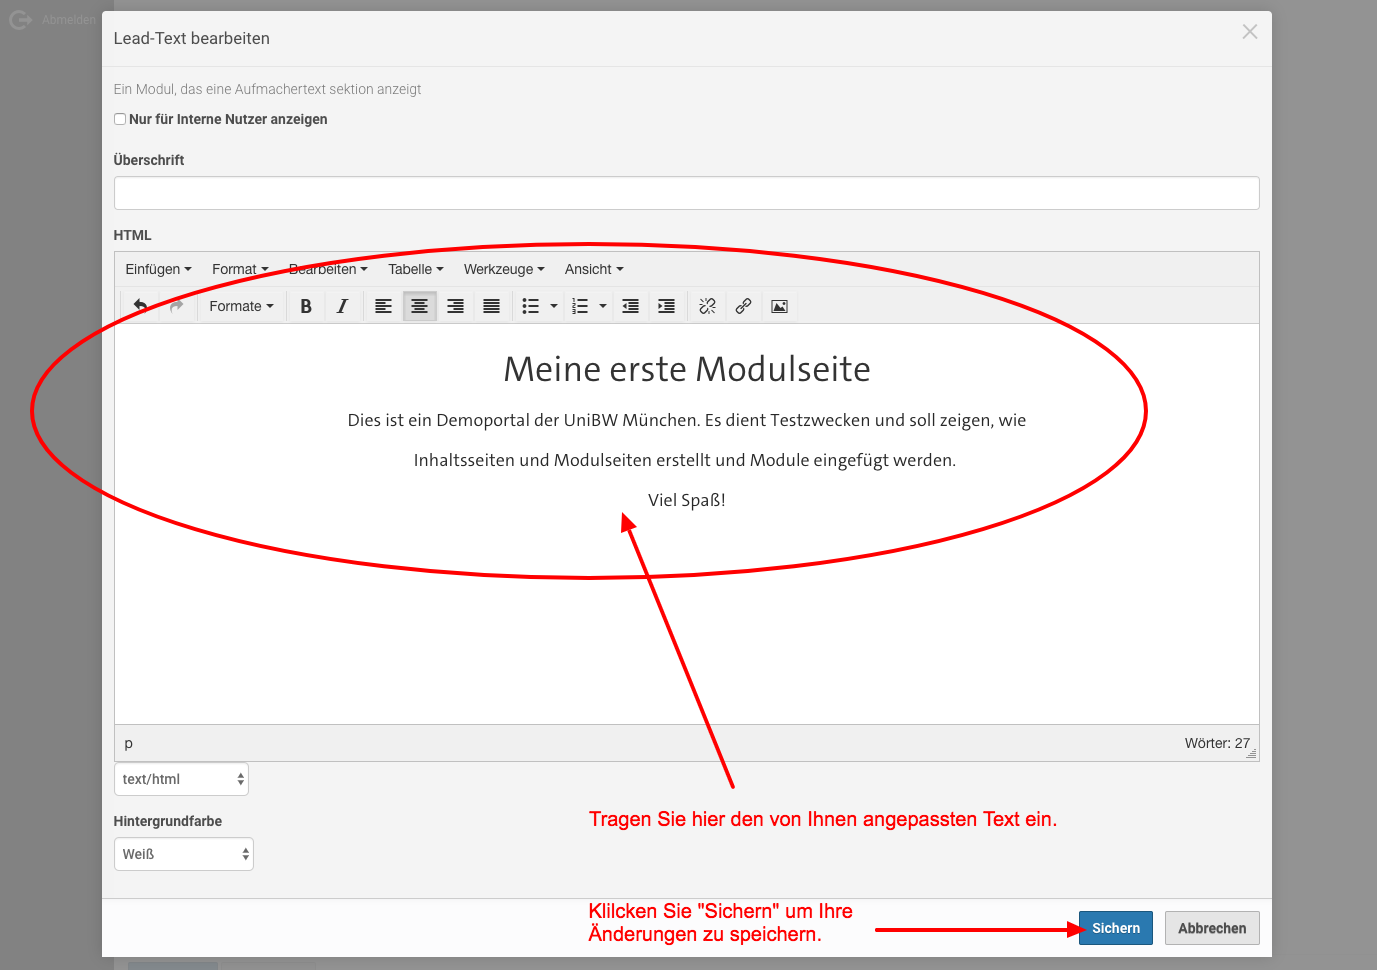 Abmelden
Lead-Text bearbeiten
Ein Modul, das eine Aufmachertext sektion anzeigt
Nur für Interne Nutzer anzeigen
Überschrift
HTML
Einfügen Format Bearbeiten Tabelle Werkzeuge Ansicht
Formate B I
Meine erste Modulseite
Dies ist ein Demoportal der UniBW München. Es dient Testzwecken und soll zeigen, wie
Inhaltsseiten und Modulseiten erstellt und Module eingefügt werden.
Viel Spaß!
p Wörter: 27
text/html
Tragen Sie hier den von Ihnen angepassten Text ein.
Hintergrundfarbe
Weiß
Klilcken Sie "Sichern" um Ihre
Änderungen zu speichern.
Sichern Abbrechen